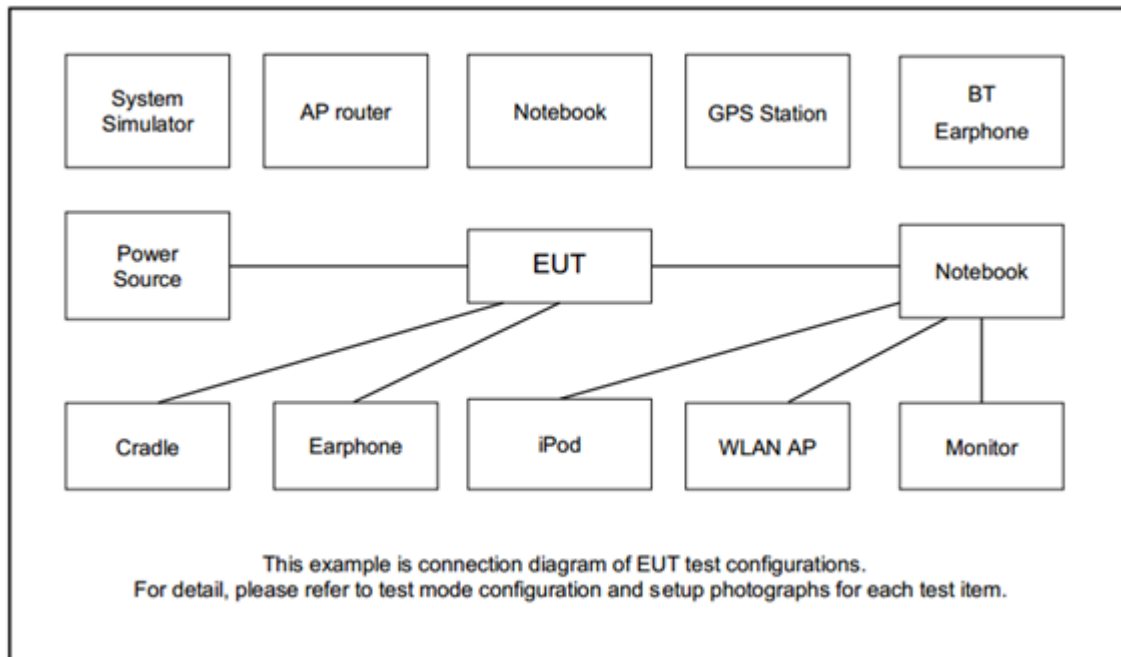 System
Simulator
AP router
Notebook
GPS Station
BT
Earphone
Power
Source
EUT
Notebook
Cradle
Earphone
iPod
WLAN AP
Monitor
This example is connection diagram of EUT test configurations.
For detail, please refer to test mode configuration and setup photographs for each test item.